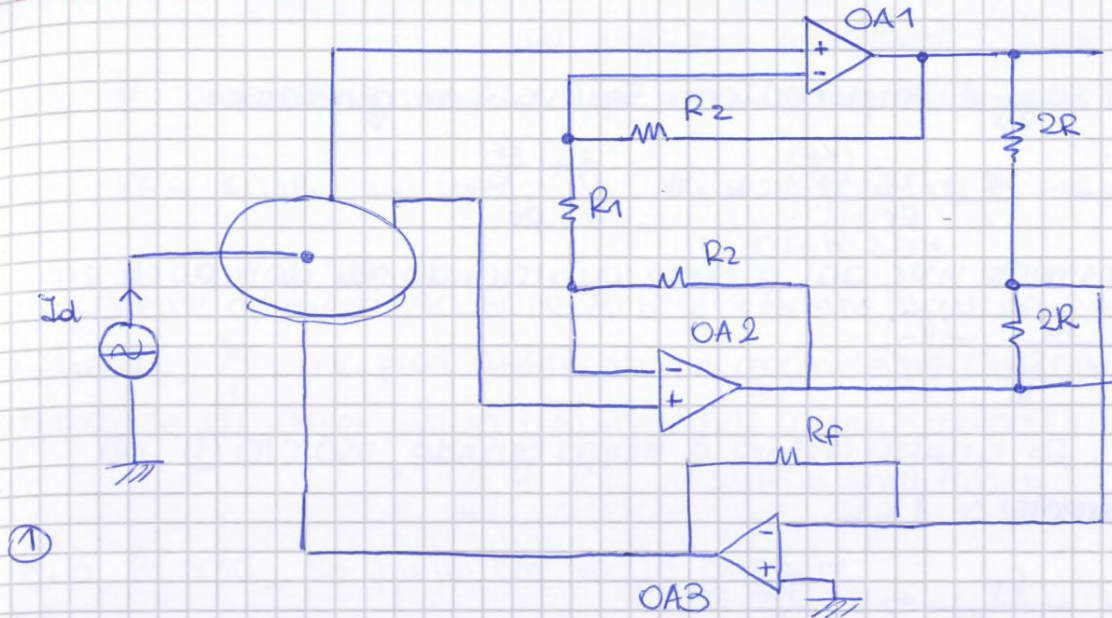 OA1
+
-
R2
2R
R1
R2
Id
OA2
2R
-
+
Rf
1
-
+
OA3